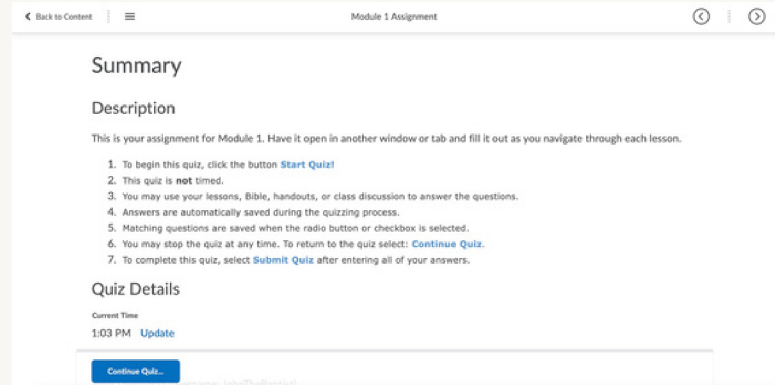 Back to Content
Module 1 Assignment
Summary
Description
This is your assignment for Module 1. Have it open in another window or tab and fill it out as you navigate through each lesson.
1. To begin this quiz, click the button Start Quiz!
2. This quiz is not timed.
3. You may use your lessons, Bible, handouts, or class discussion to answer the questions.
4. Answers are automatically saved during the quizzing process.
5. Matching questions are saved when the radio button or checkbox is selected.
6. You may stop the quiz at any time. To return to the quiz select: Continue Quiz.
7. To complete this quiz, select Submit Quiz after entering all of your answers.
Quiz Details
Current Time
1:03 PM Update
Continue Quiz...